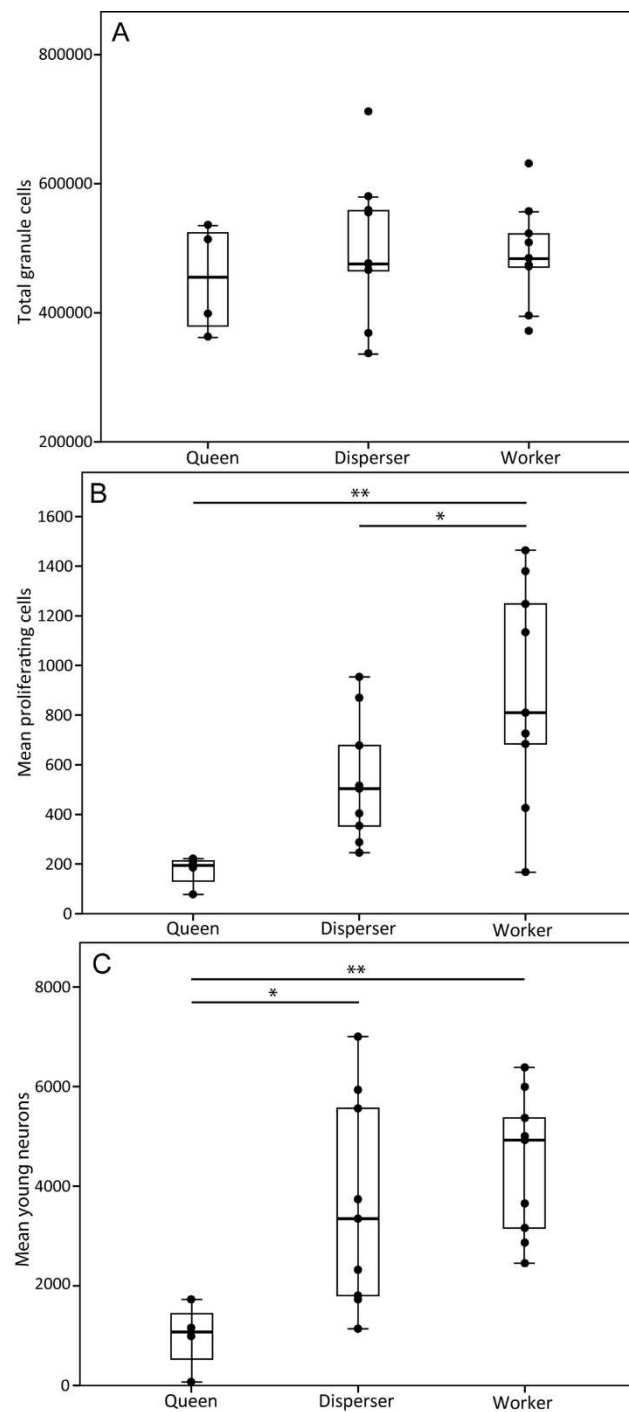 A
800000
600000
400000
200000
Total granule cells
Queen Disperser Worker
B
**
*
1600
1400
1200
1000
800
600
400
200
0
Mean proliferating cells
Queen Disperser Worker
C
**
*
8000
6000
4000
2000
0
Mean young neurons
Queen Disperser Worker